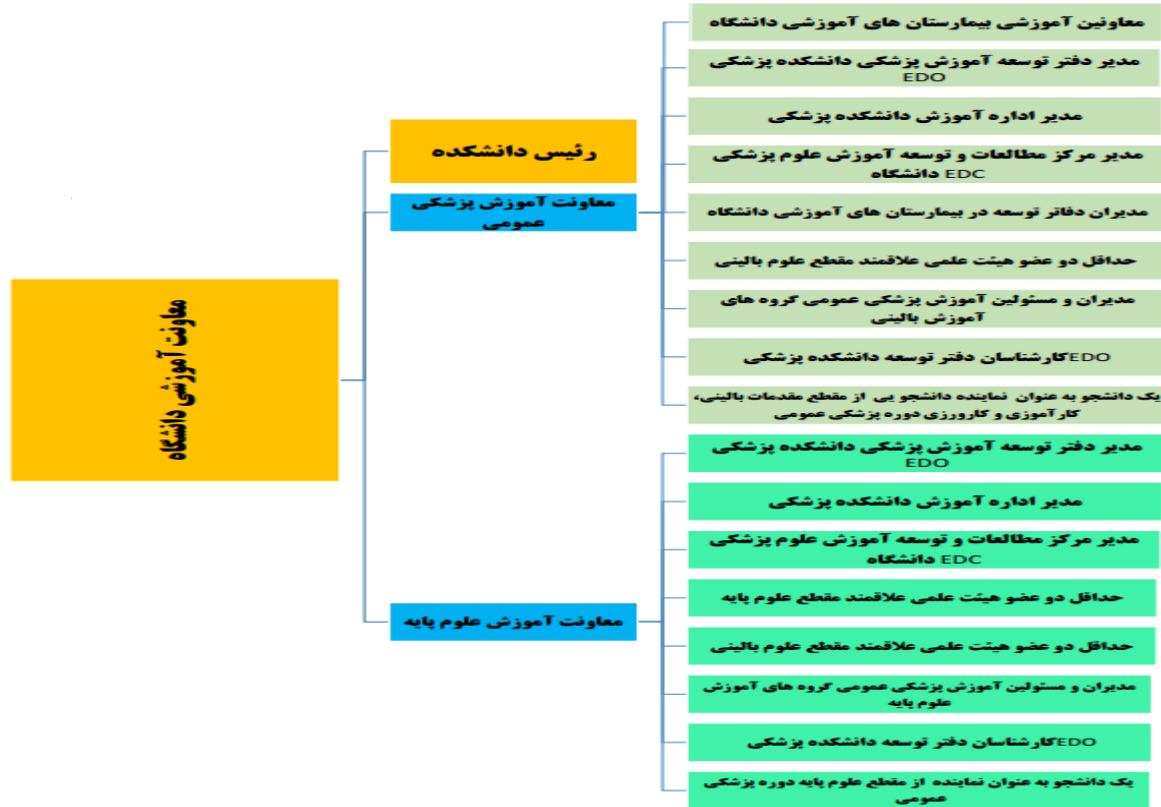 معاونت آموزشی دانشگاه
رئیس دانشکده
معاونت آموزش پزشکی
عمومی
معاونین آموزشی بیمارستان های آموزشی دانشگاه
مدیر دفتر توسعه آموزش پزشکی دانشکده پزشکی
EDO
مدیر اداره آموزش دانشکده پزشکی
مدیر مرکز مطالعات و توسعه آموزش علوم پزشکی
EDC دانشگاه
مدیران دفاتر توسعه در بیمارستان های آموزشی دانشگاه
حداقل دو عضو هیئت علمی علاقمند مقطع علوم بالینی
مدیران و مسئولین آموزش پزشکی عمومی گروه های
آموزش بالینی
EDOکارشناسان دفتر توسعه دانشکده پزشکی
یک دانشجو به عنوان نماینده دانشجو یی از مقطع مقدمات بالینی،
کارآموزی و کارورزی دوره پزشکی عمومی
معاونت آموزش علوم پایه
مدیر دفتر توسعه آموزش پزشکی دانشکده پزشکی
EDO
مدیر اداره آموزش دانشکده پزشکی
مدیر مرکز مطالعات و توسعه آموزش علوم پزشکی
EDC دانشگاه
حداقل دو عضو هیئت علمی علاقمند مقطع علوم پایه
حداقل دو عضو هیئت علمی علاقمند مقطع علوم بالینی
مدیران و مسئولین آموزش پزشکی عمومی گروه های آموزش
علوم پایه
EDOکارشناسان دفتر توسعه دانشکده پزشکی
یک دانشجو به عنوان نماینده از مقطع علوم پایه دوره پزشکی
عمومی